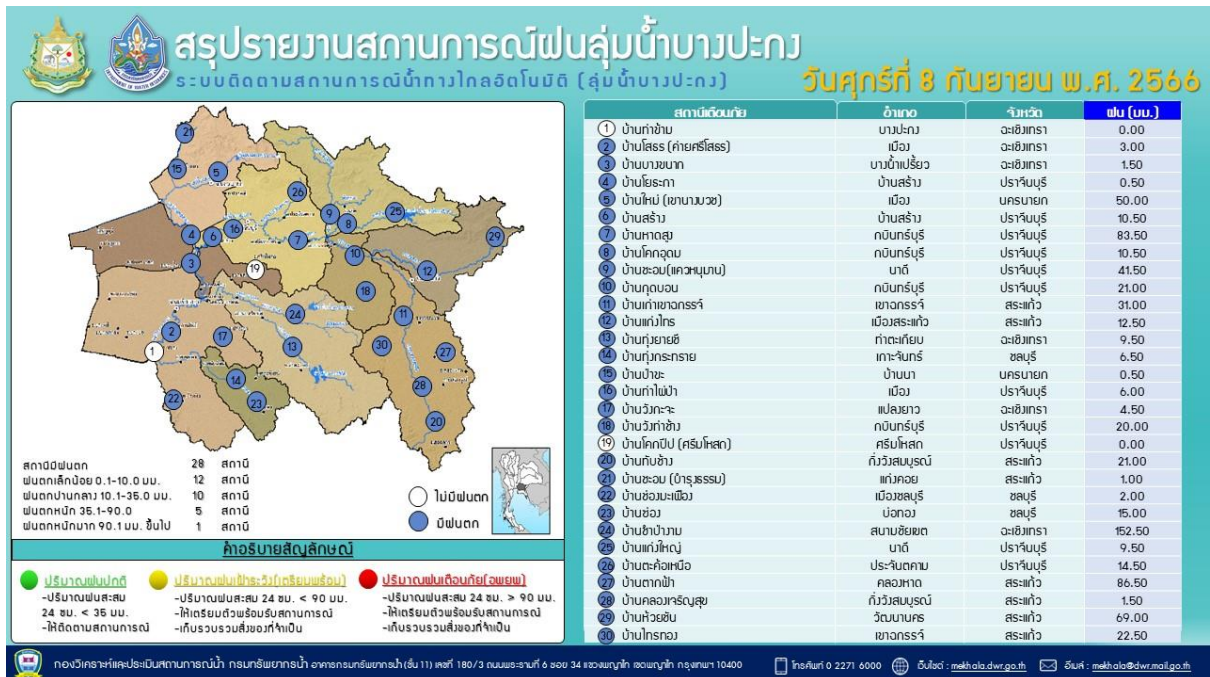 สรุปรายงานสถานการณ์ฝนลุ่มน้ำบางปะกง
ระบบติดตามสถานการณ์น้ำทางไกลอัตโนมัติ (ลุ่มน้ำบางปะกง)
วันศุกร์ที่ 8 กันยายน พ.ศ. 2566
สถานีเตือนภัย อำเภอ จังหวัด ฝน (มม.)
1 บ้านท่าข้าม บางปะกง ฉะเชิงเทรา 0.00
2 บ้านโสธร (ค่ายศรีโสธร) เมือง ฉะเชิงเทรา 3.00
3 บ้านบางขนาก บางน้ำเปรี้ยว ฉะเชิงเทรา 1.50
4 บ้านโยธะกา บ้านสร้าง ปราจีนบุรี 0.50
5 บ้านใหม่ (เขานางบวช) เมือง นครนายก 50.00
6 บ้านสร้าง บ้านสร้าง ปราจีนบุรี 10.50
7 บ้านหาดสูง กบินทร์บุรี ปราจีนบุรี 83.50
8 บ้านโคกอุดม กบินทร์บุรี ปราจีนบุรี 10.50
9 บ้านซะอม(แควหนุมาน) นาดี ปราจีนบุรี 41.50
10 บ้านกุดบอน กบินทร์บุรี ปราจีนบุรี 21.00
11 บ้านเก่าเขาฉกรรจ์ เขาฉกรรจ์ สระแก้ว 31.00
12 บ้านแก่งไทร เมืองสระแก้ว สระแก้ว 12.50
13 บ้านทุ่งยายชี ท่าตะเกียบ ฉะเชิงเทรา 9.50
14 บ้านทุ่งกระทราย เกาะจันทร์ ชลบุรี 6.50
15 บ้านป่าขะ บ้านนา นครนายก 0.50
16 บ้านท่าไผ่ป่า เมือง ปราจีนบุรี 6.00
17 บ้านวังกะจะ แปลงยาว ฉะเชิงเทรา 4.50
18 บ้านวังท่าช้าง กบินทร์บุรี ปราจีนบุรี 20.00
19 บ้านโคกปีป (ศรีมโหสถ) ศรีมโหสถ ปราจีนบุรี 0.00
20 บ้านทับช้าง กิ่งวังสมบูรณ์ สระแก้ว 21.00
21 บ้านชะอม (บำรุงธรรม) แก่งคอย สระแก้ว 1.00
22 บ้านช่องมะเฟือง เมืองชลบุรี ชลบุรี 2.00
23 บ้านช่อง บ่อทอง ชลบุรี 15.00
24 บ้านชำป่างาม สนามชัยเขต ฉะเชิงเทรา 152.50
25 บ้านแก่งใหญ่ นาดี ปราจีนบุรี 9.50
26 บ้านตะค้อเหนือ ประจันตคาม ปราจีนบุรี 14.50
27 บ้านตากฟ้า คลองหาด สระแก้ว 86.50
28 บ้านคลองเจริญสุข กิ่งวังสมบูรณ์ สระแก้ว 1.50
29 บ้านห้วยชัน วัฒนานคร สระแก้ว 69.00
30 บ้านไทรทอง เขาฉกรรจ์ สระแก้ว 22.50
สถานีมีฝนตก 28 สถานี
ฝนตกเล็กน้อย 0.1-10.0 มม. 12 สถานี
ฝนตกปานกลาง 10.1-35.0 มม. 10 สถานี
ฝนตกหนัก 35.1-90.0 5 สถานี
ฝนตกหนักมาก 90.1 มม. ขึ้นไป 1 สถานี
ไม่มีฝนตก
มีฝนตก
คำอธิบายสัญลักษณ์
ปริมาณฝนปกติ
-ปริมาณฝนสะสม
24 ชม. < 35 มม.
-ให้ติดตามสถานการณ์
ปริมาณฝนเฝ้าระวัง(เตรียมพร้อม)
-ปริมาณฝนสะสม 24 ชม. < 90 มม.
-ให้เตรียมตัวพร้อมรับสถานการณ์
-เก็บรวบรวมสิ่งของที่จำเป็น
ปริมาณฝนเตือนภัย(อพยพ)
-ปริมาณฝนสะสม 24 ชม. > 90 มม.
-ให้เตรียมตัวพร้อมรับสถานการณ์
-เก็บรวบรวมสิ่งของที่จำเป็น
กองวิเคราะห์และประเมินสถานการณ์น้ำ กรมทรัพยากรน้ำ อาคารกรมทรัพยากรน้ำ (ชั้น 11) เลขที่ 180/3 ถนนพระรามที่ 6 ซอย 34 แขวงพญาไท เขตพญาไท กรุงเทพฯ 10400 โทรศัพท์ 0 2271 6000 เว็บไซต์ : mekhala.dwr.go.th อีเมล์ : mekhala@dwr.mail.go.th